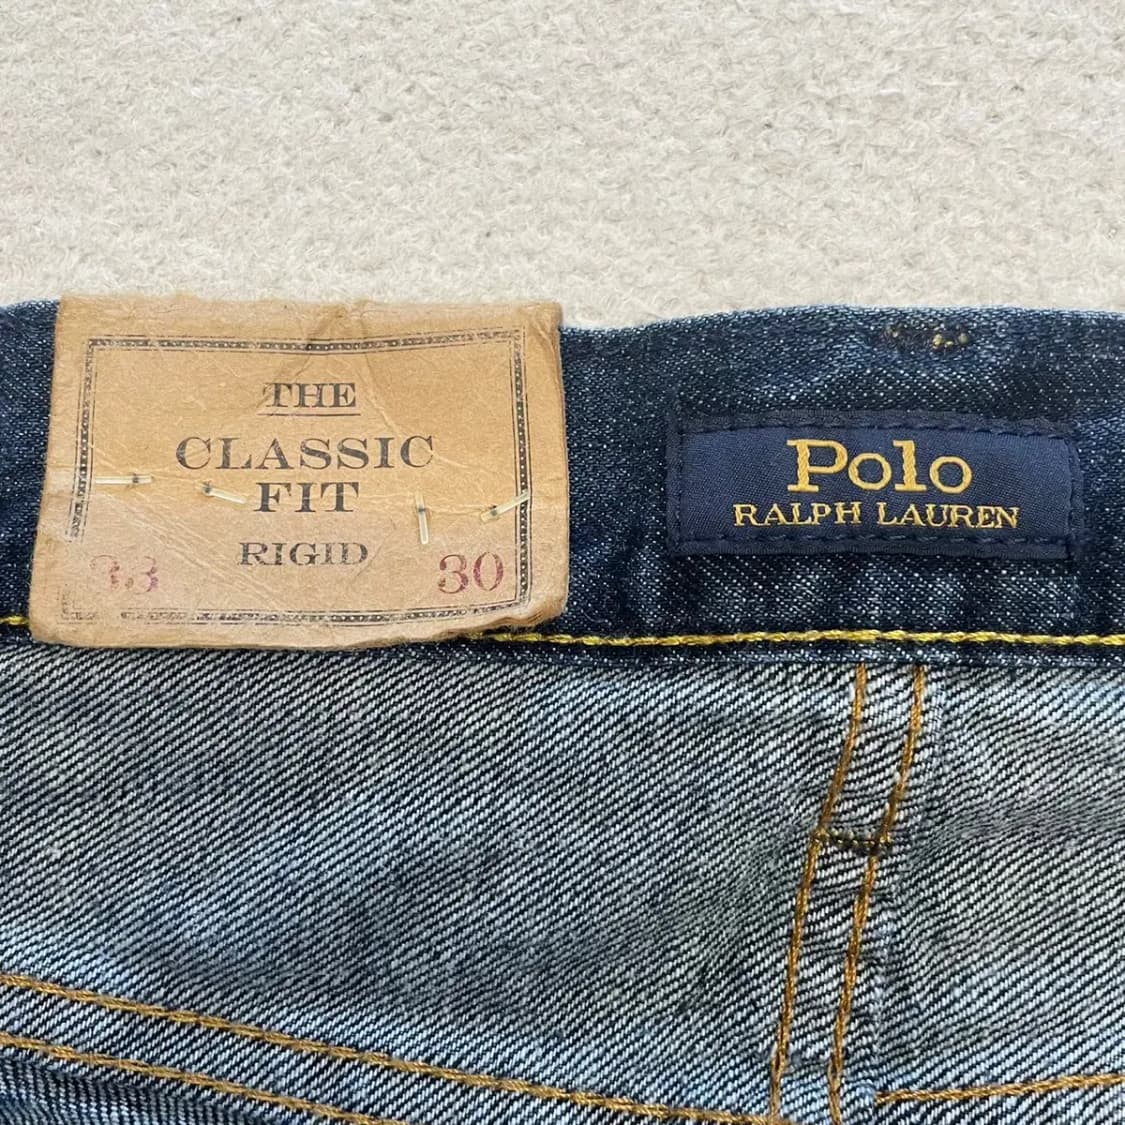 THE
CLASSIC
FIT
RIGID
33 30
Polo
RALPH LAUREN